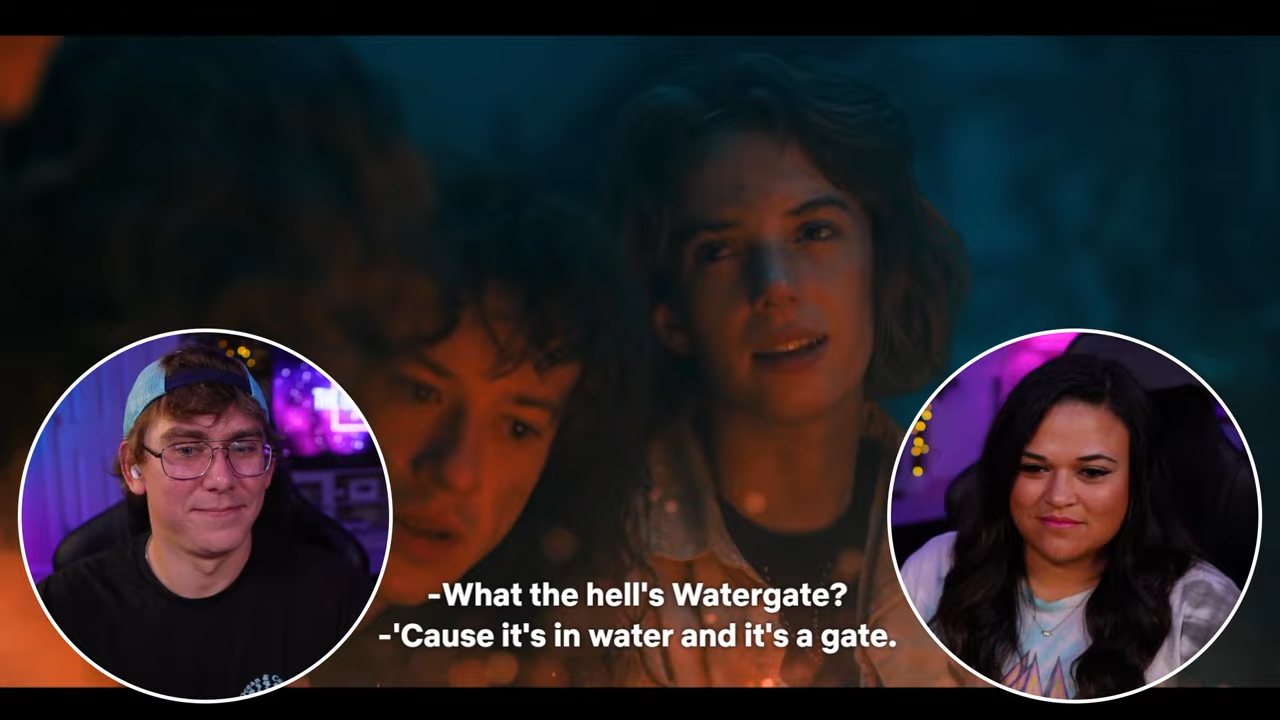 -What the hell's Watergate?
-'Cause it's in water and it's a gate.